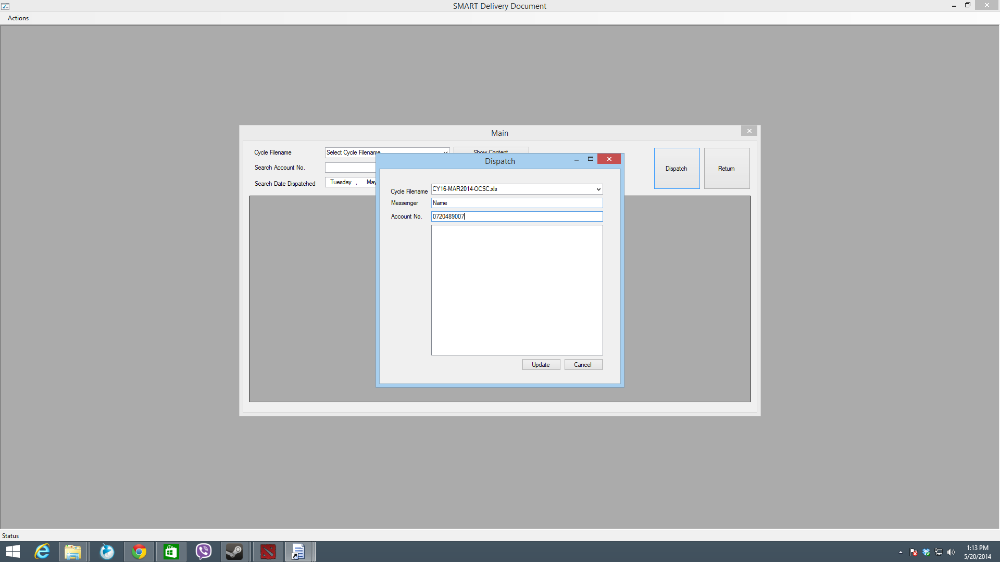 SMART Delivery Document
Actions
Main
Cycle Filename
Select Cycle Filename
Show Content
Search Account No.
Search Date Dispatched
Tuesday , May
Dispatch
Return
Dispatch
Cycle Filename
CY16-MAR2014-OCSC.xls
Messenger
Name
Account No.
0720489007
Update
Cancel
Status
1:13 PM
5/20/2014